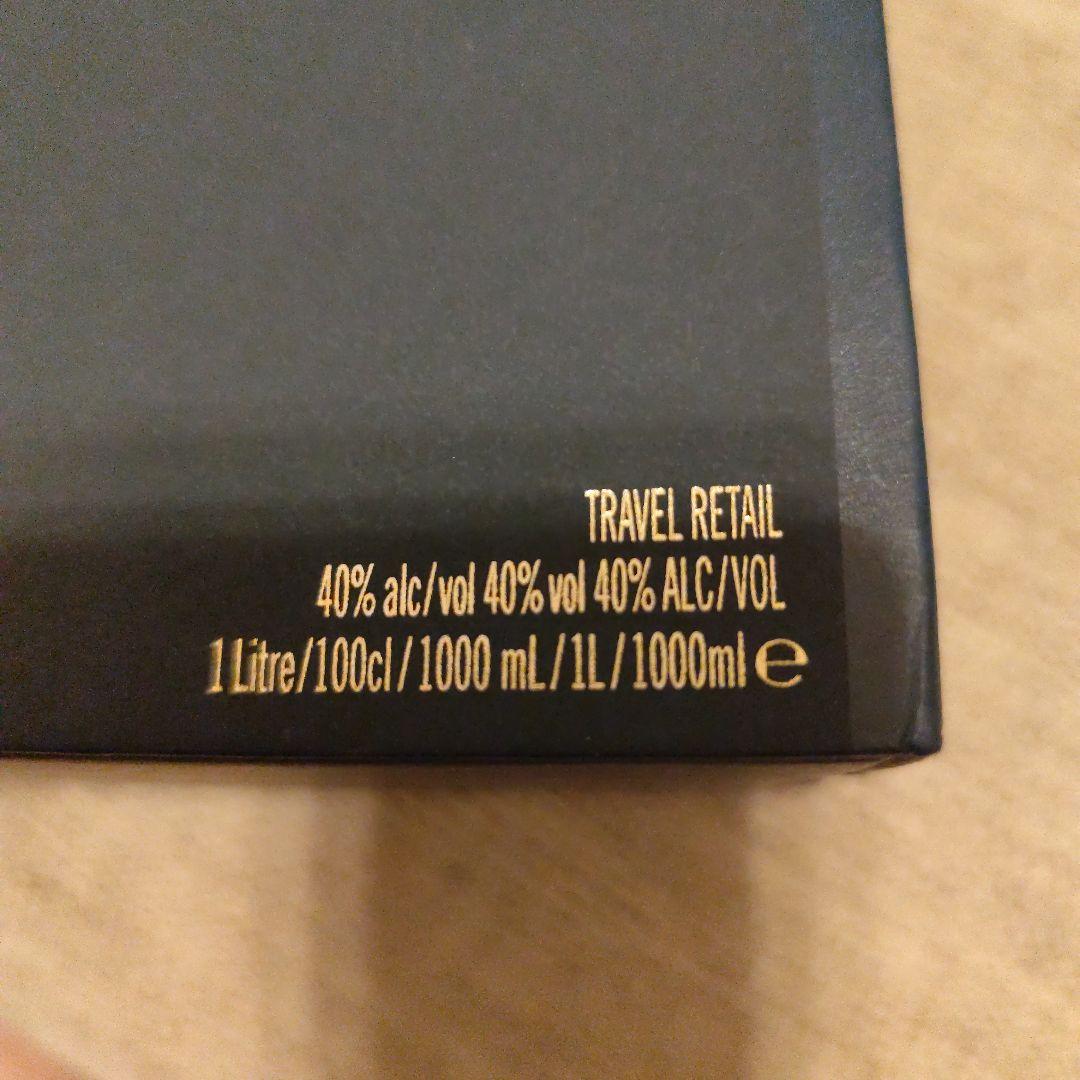 TRAVEL RETAIL
40% alc/vol 40% vol 40% ALC/VOL
1 Litre/100cl/1000 mL/1L/1000ml e